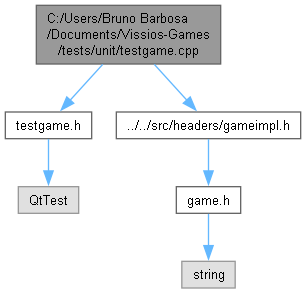 C:/Users/Bruno Barbosa
/Documents/Vissios-Games
/tests/unit/testgame.cpp
testgame.h
../../src/headers/gameimpl.h
QtTest
game.h
string